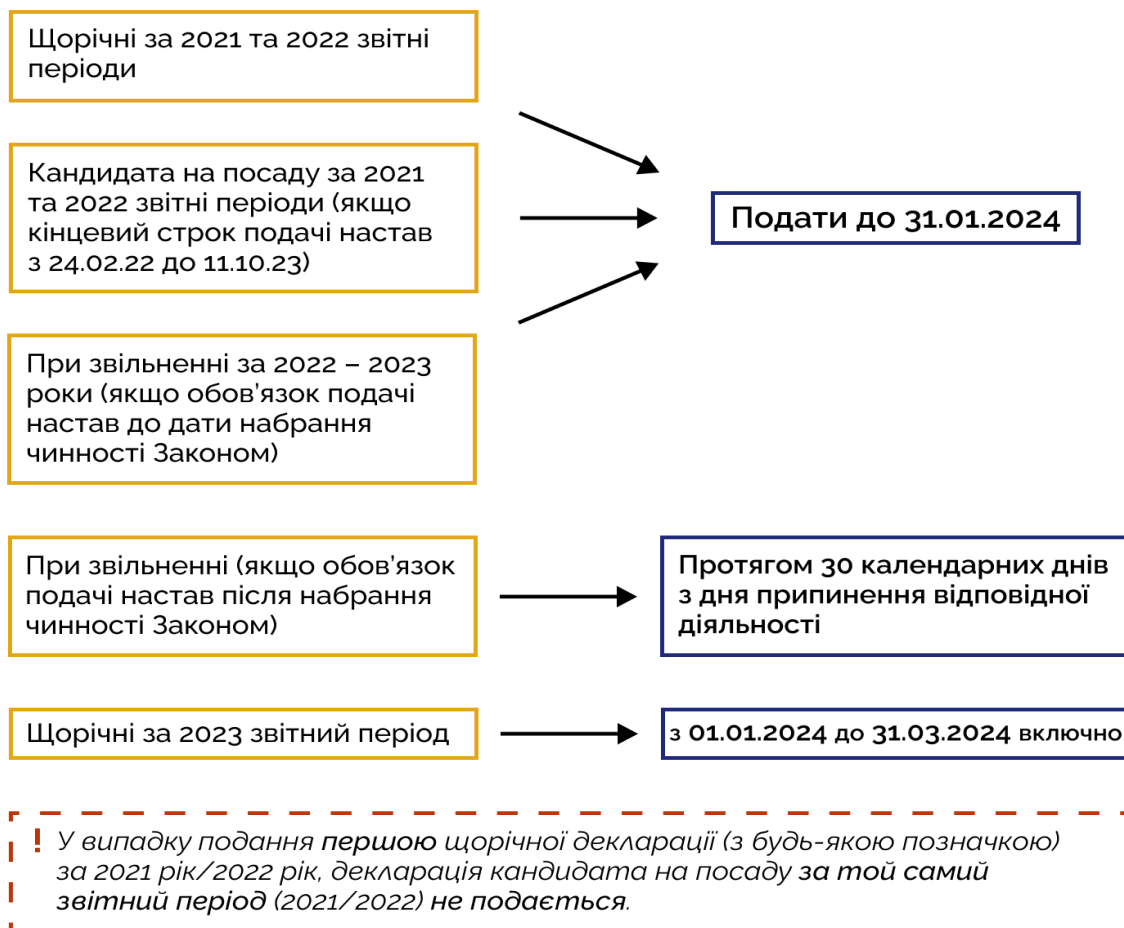 Щорічні за 2021 та 2022 звітні
періоди
Кандидата на посаду за 2021
та 2022 звітні періоди (якщо
кінцевий строк подачі настав
з 24.02.22 до 11.10.23)
Подати до 31.01.2024
При звільненні за 2022 – 2023
роки (якщо обов’язок подачі
настав до дати набрання
чинності Законом)
При звільненні (якщо обов’язок
подачі настав після набрання
чинності Законом)
Протягом 30 календарних днів
з дня припинення відповідної
діяльності
Щорічні за 2023 звітний період
з 01.01.2024 до 31.03.2024 включно
! У випадку подання першою щорічної декларації (з будь-якою позначкою)
за 2021 рік/2022 рік, декларація кандидата на посаду за той самий
звітний період (2021/2022) не подається.